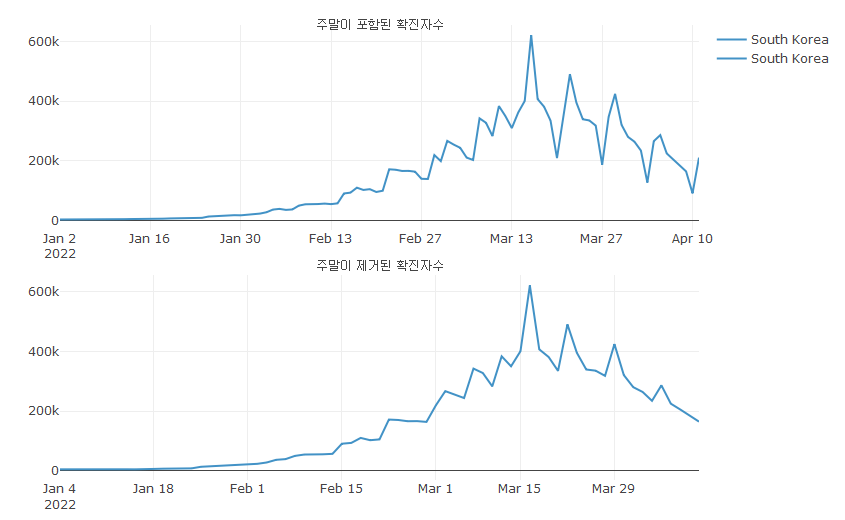 주말이 포함된 확진자수
600k
400k
200k
0
Jan 2
2022
Jan 16
Jan 30
Feb 13
Feb 27
Mar 13
Mar 27
Apr 10
South Korea
South Korea
주말이 제거된 확진자수
600k
400k
200k
0
Jan 4
2022
Jan 18
Feb 1
Feb 15
Mar 1
Mar 15
Mar 29